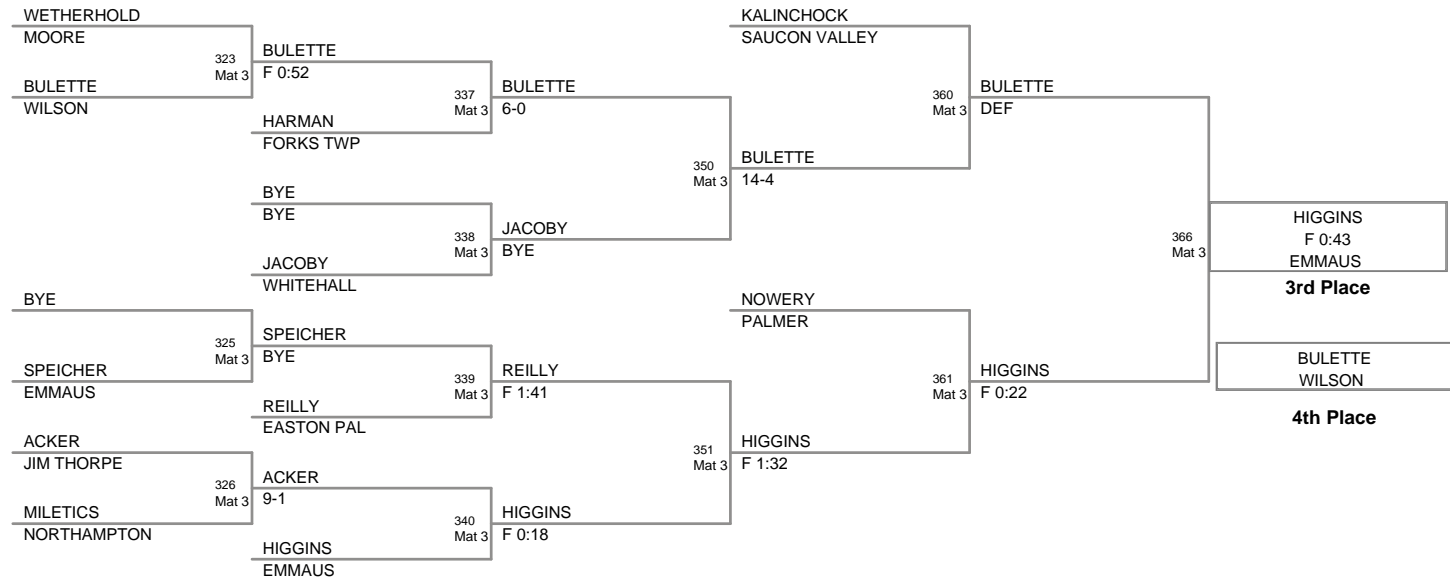 WETHERHOLD
MOORE
323
Mat 3
BULETTE
F 0:52
BULETTE
WILSON
337
Mat 3
BULETTE
6-0
HARMAN
FORKS TWP
350
Mat 3
BULETTE
14-4
BYE
BYE
338
Mat 3
JACOBY
BYE
JACOBY
WHITEHALL
KALINCHOCK
SAUCON VALLEY
360
Mat 3
BULETTE
DEF
BYE
325
Mat 3
SPEICHER
BYE
SPEICHER
EMMAUS
339
Mat 3
REILLY
F 1:41
REILLY
EASTON PAL
ACKER
JIM THORPE
326
Mat 3
ACKER
9-1
MILETICS
NORTHAMPTON
340
Mat 3
HIGGINS
F 0:18
HIGGINS
EMMAUS
351
Mat 3
HIGGINS
F 1:32
NOWERY
PALMER
361
Mat 3
HIGGINS
F 0:22
366
Mat 3
HIGGINS
F 0:43
EMMAUS
3rd Place
BULETTE
WILSON
4th Place